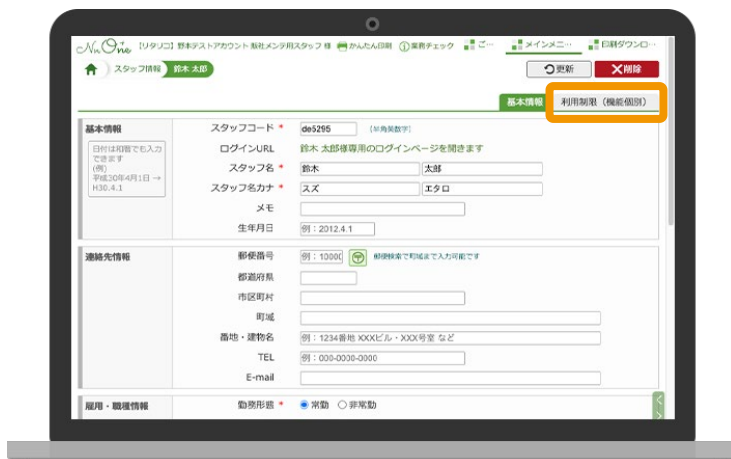 NuOne 【リタリコ】野本テストアカウント 販社メンテ用スタッフ 様 かんたん印刷 業務チェック ご… メインメニ… 印刷ダウンロ…
スタッフ情報 鈴木 太郎 更新 削除
基本情報 利用制限（機能個別）
基本情報 スタッフコード * de5295 (半角英数字)
日付は和暦でも入力
できます
(例)
平成30年4月1日 →
H30.4.1
ログインURL 鈴木 太郎様専用のログインページを開きます
スタッフ名 * 鈴木 太郎
スタッフ名カナ * スズ エタロ
メモ
生年月日 例：2012.4.1
連絡先情報 郵便番号 例：1000( 郵便検索で町域まで入力可能です
都道府県
市区町村
町域
番地・建物名 例：1234番地 XXXビル・XXX号室 など
TEL 例：000-0000-0000
E-mail
雇用・職種情報 勤務形態 * 常勤 非常勤